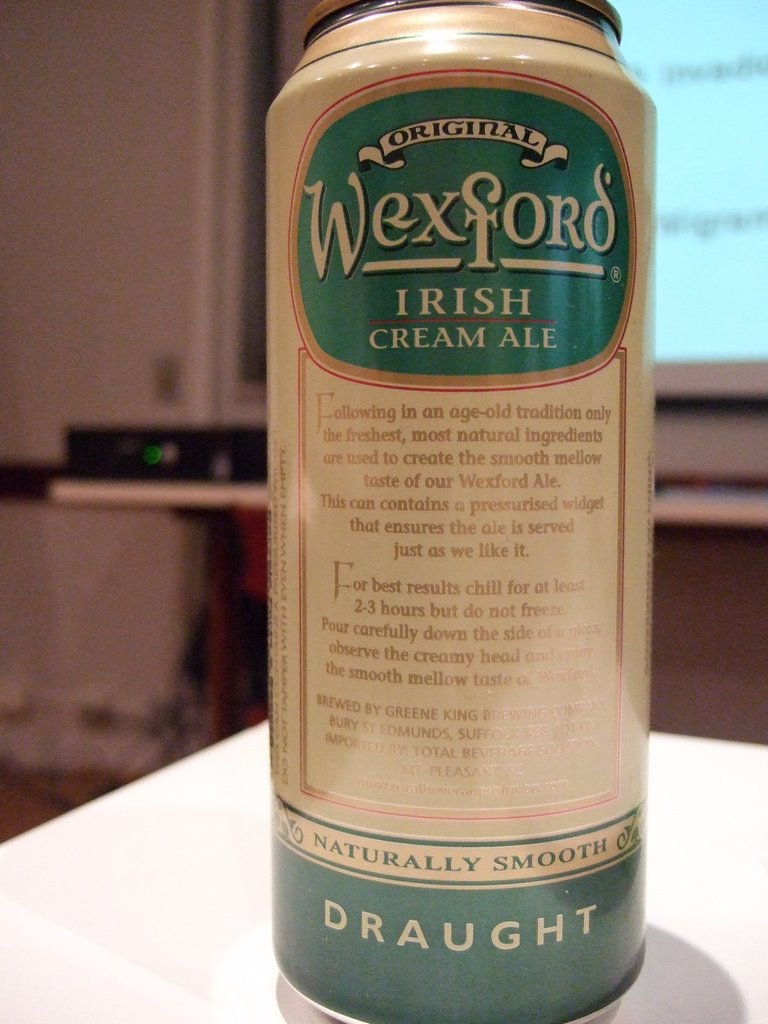 ORIGINAL
Wexford
®
IRISH
CREAM ALE
Following in an age-old tradition only
the freshest, most natural ingredients
are used to create the smooth mellow
taste of our Wexford Ale.
This can contains a pressurised widget
that ensures the ale is served
just as we like it.
For best results chill for at least
2-3 hours but do not freeze.
Pour carefully down the side of a glass,
observe the creamy head and enjoy
the smooth mellow taste of Wexford.
BREWED BY GREENE KING BREWING COMPANY
BURY ST EDMUNDS, SUFFOLK
IMPORTED BY: TOTAL BEVERAGE SOLUTION,
MT. PLEASANT,
www.totalbeveragesolution.com
NATURALLY SMOOTH
DRAUGHT
DO NOT TAMPER WITH EVEN WHEN EMPTY.